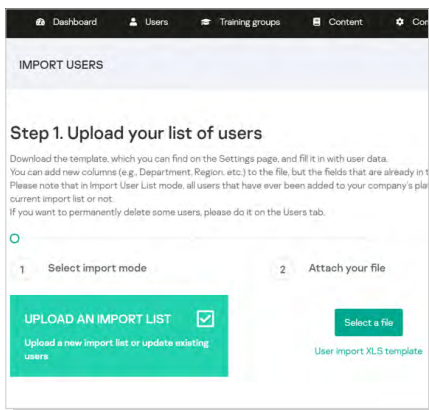 Dashboard Users Training groups Content Con
IMPORT USERS
Step 1. Upload your list of users
Download the template, which you can find on the Settings page, and fill it in with user data.
You can add new columns (e.g., Department, Region. etc.) to the file, but the fields that are already in t
Please note that in Import User List mode, all users that have ever been added to your company's pla
current import list or not.
If you want to permanently delete some users, please do it on the Users tab.
1 Select import mode 2 Attach your file
UPLOAD AN IMPORT LIST
Select a file
Upload a new import list or update existing
users
User import XLS template